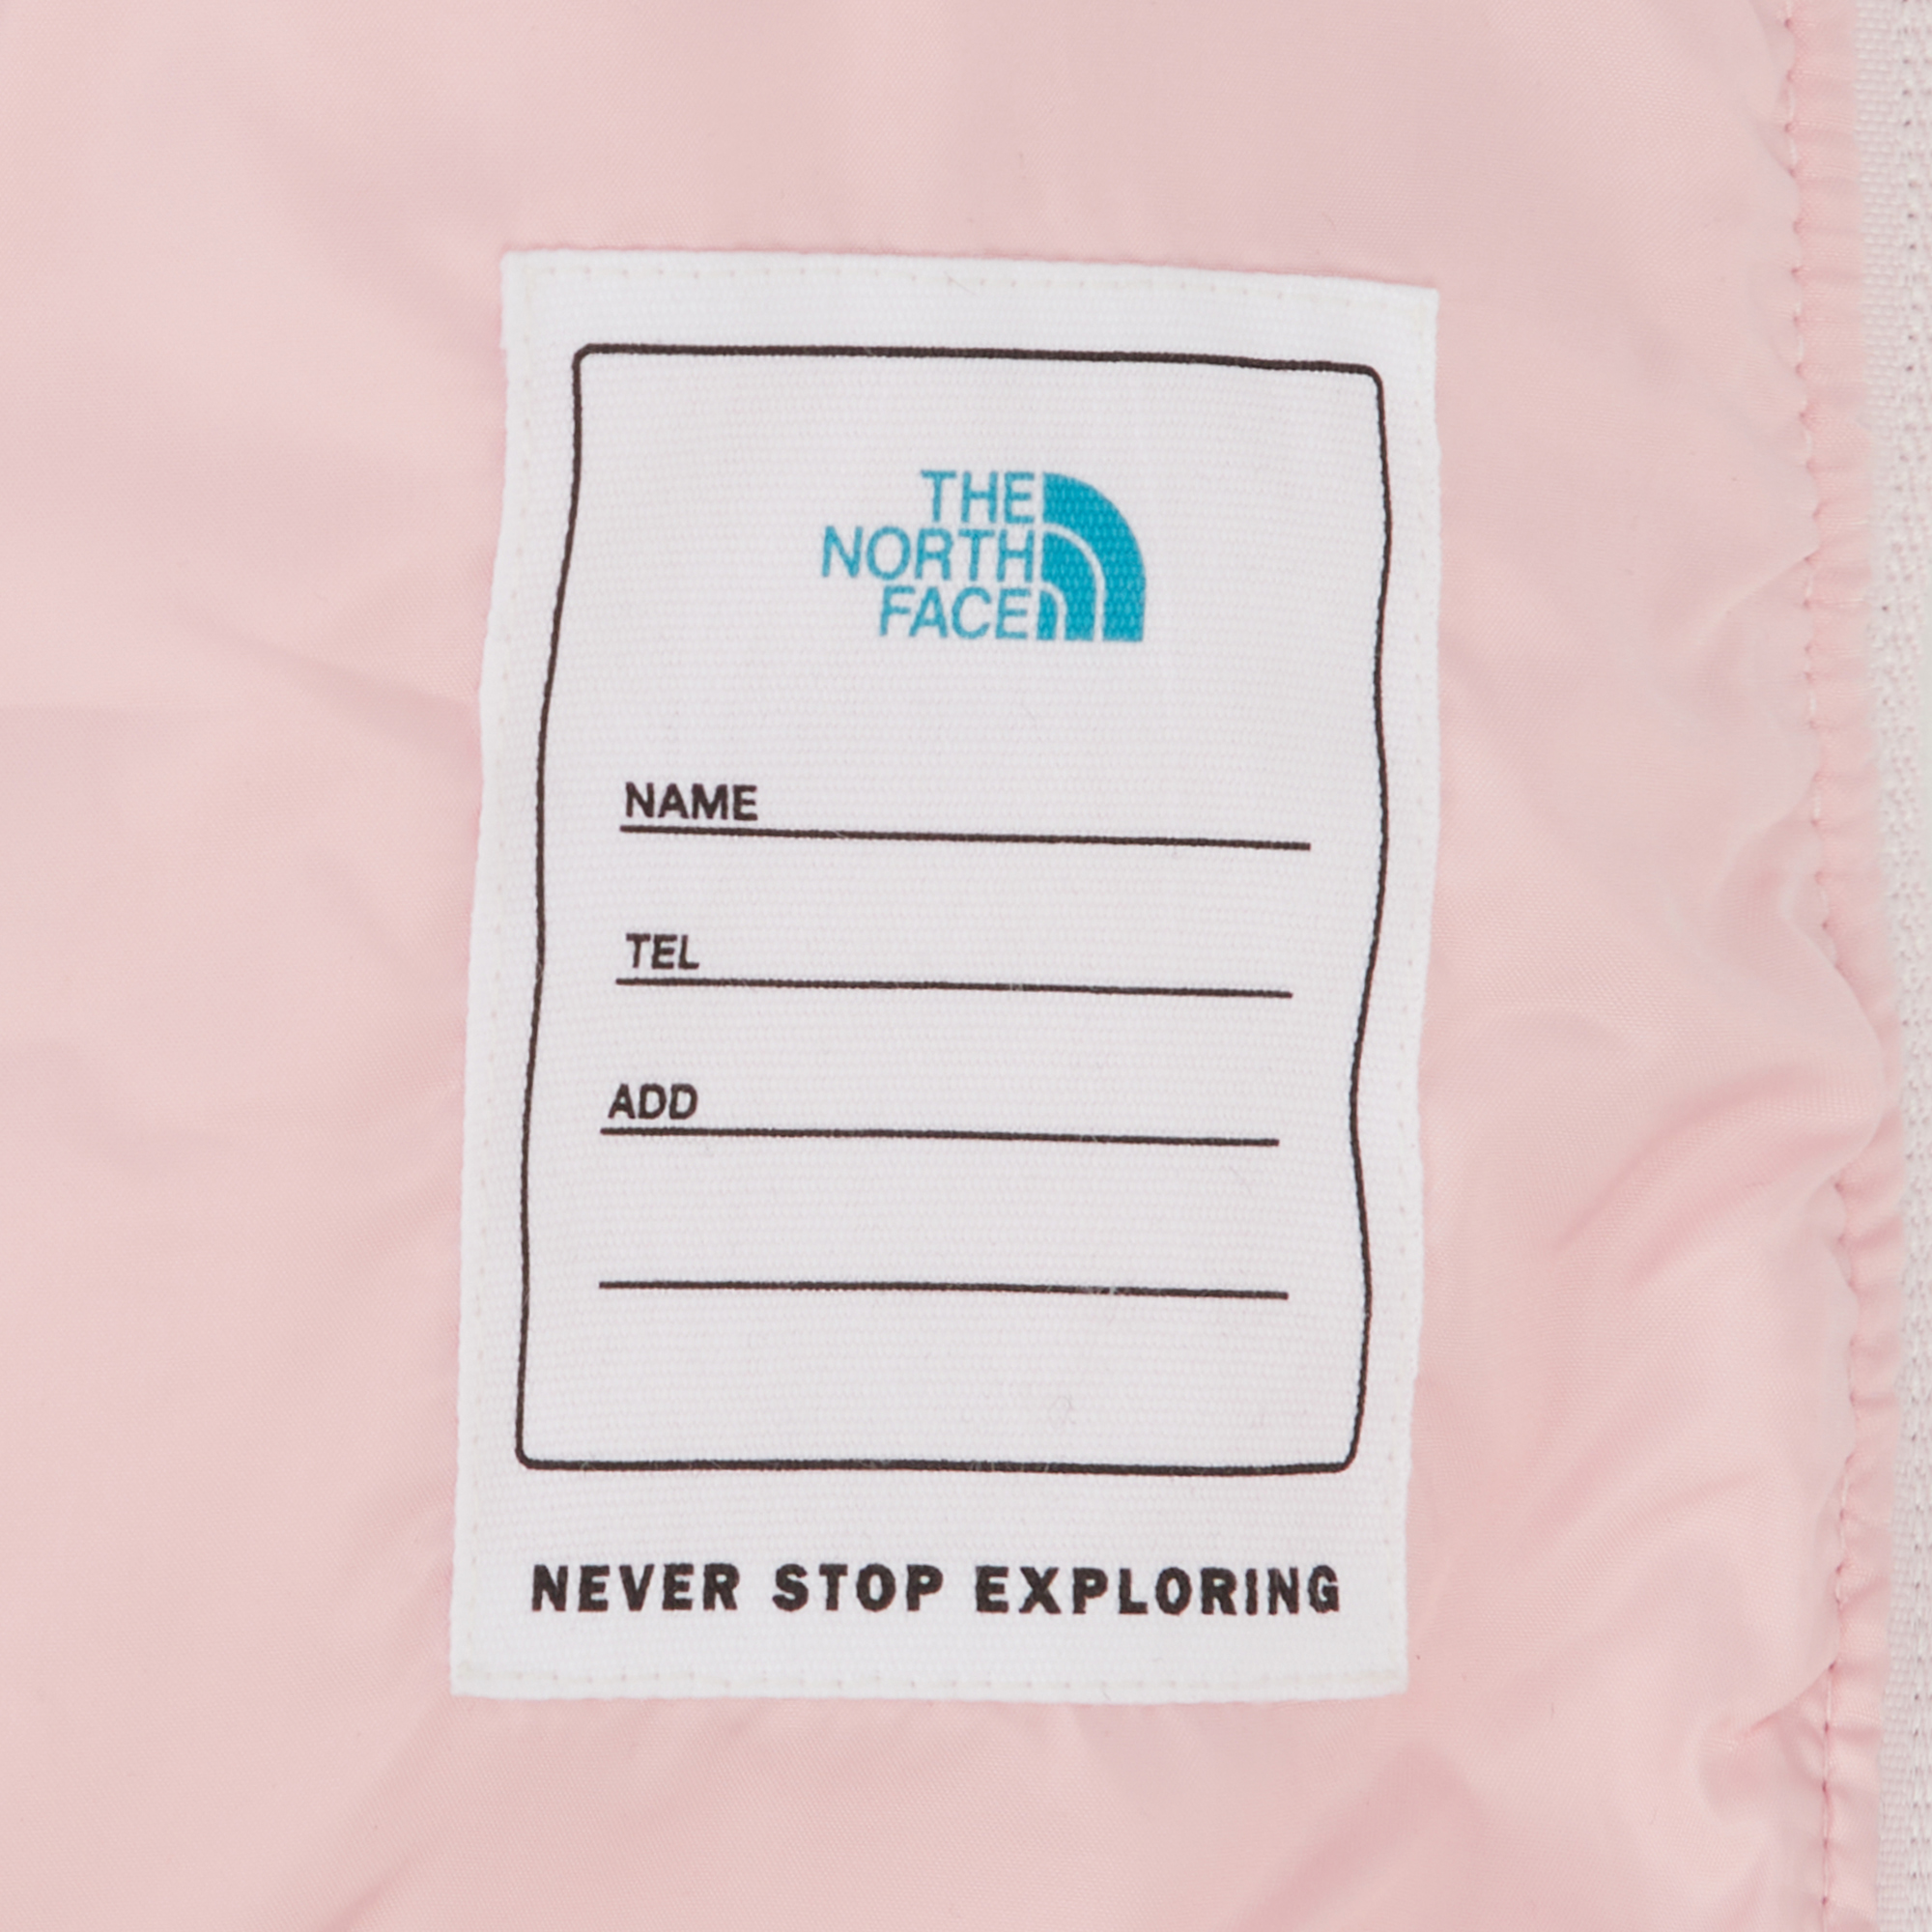 THE
NORTH
FACE
NAME
TEL
ADD
NEVER STOP EXPLORING